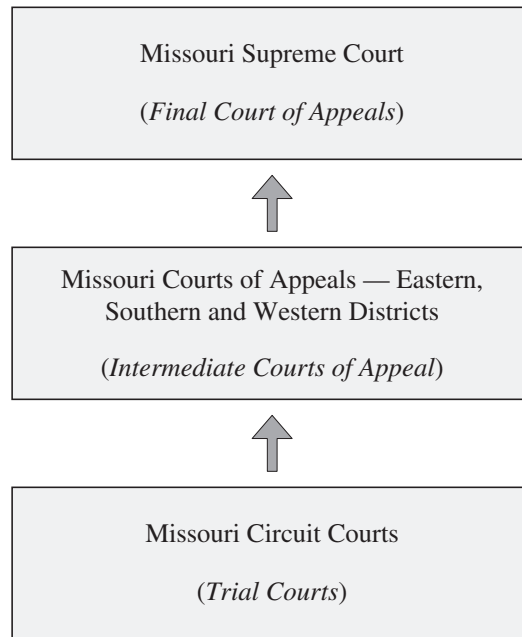 Missouri Supreme Court
(Final Court of Appeals)
Missouri Courts of Appeals — Eastern,
Southern and Western Districts
(Intermediate Courts of Appeal)
Missouri Circuit Courts
(Trial Courts)